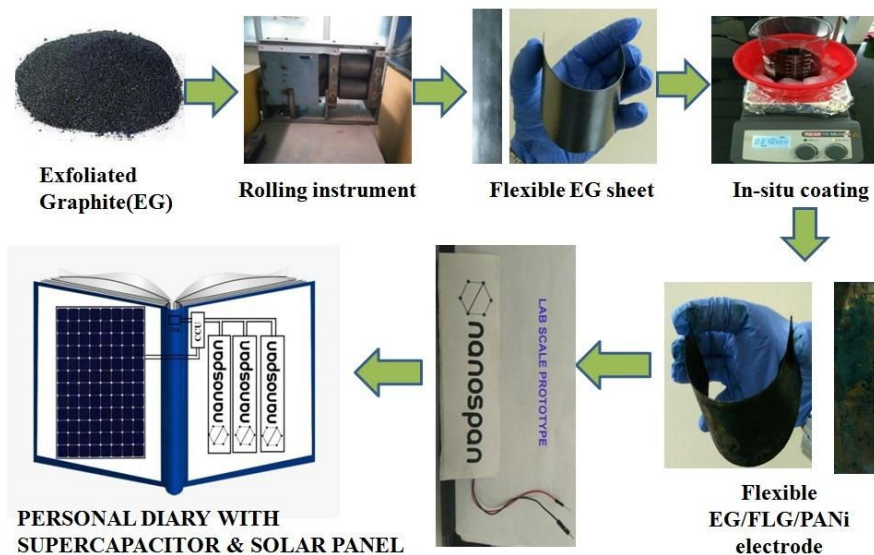 Exfoliated
Graphite(EG)
Rolling instrument
Flexible EG sheet
In-situ coating
Flexible
EG/FLG/PANi
electrode
nanospan
LAB SCALE PROTOTYPE
CCU
nanospan
nanospan
nanospan
PERSONAL DIARY WITH
SUPERCAPACITOR & SOLAR PANEL